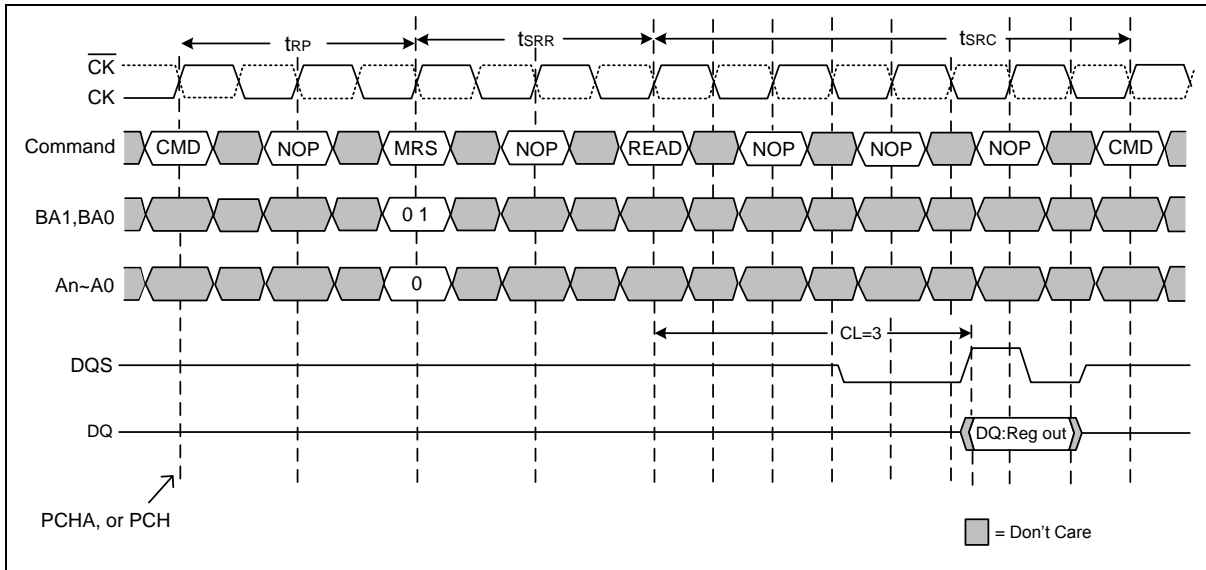 tRP tSRR tSRC
CK
CK
Command CMD NOP MRS NOP READ NOP NOP NOP CMD
BA1,BA0 0 1
An~A0 0
CL=3
DQS
DQ DQ:Reg out
PCHA, or PCH
= Don't Care